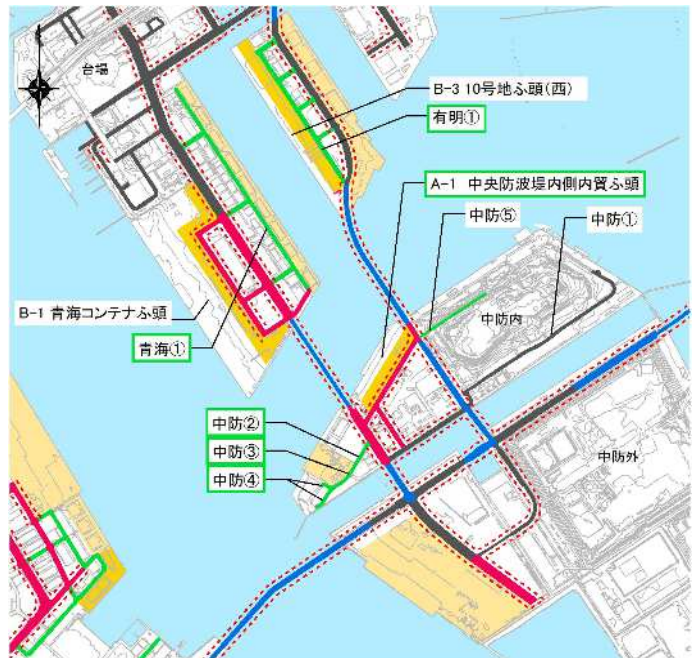 台場
B-3 10号地ふ頭(西)
有明①
A-1 中央防波堤内側内貿ふ頭
中防⑤
中防①
中防内
B-1 青海コンテナふ頭
青海①
中防②
中防③
中防④
中防外